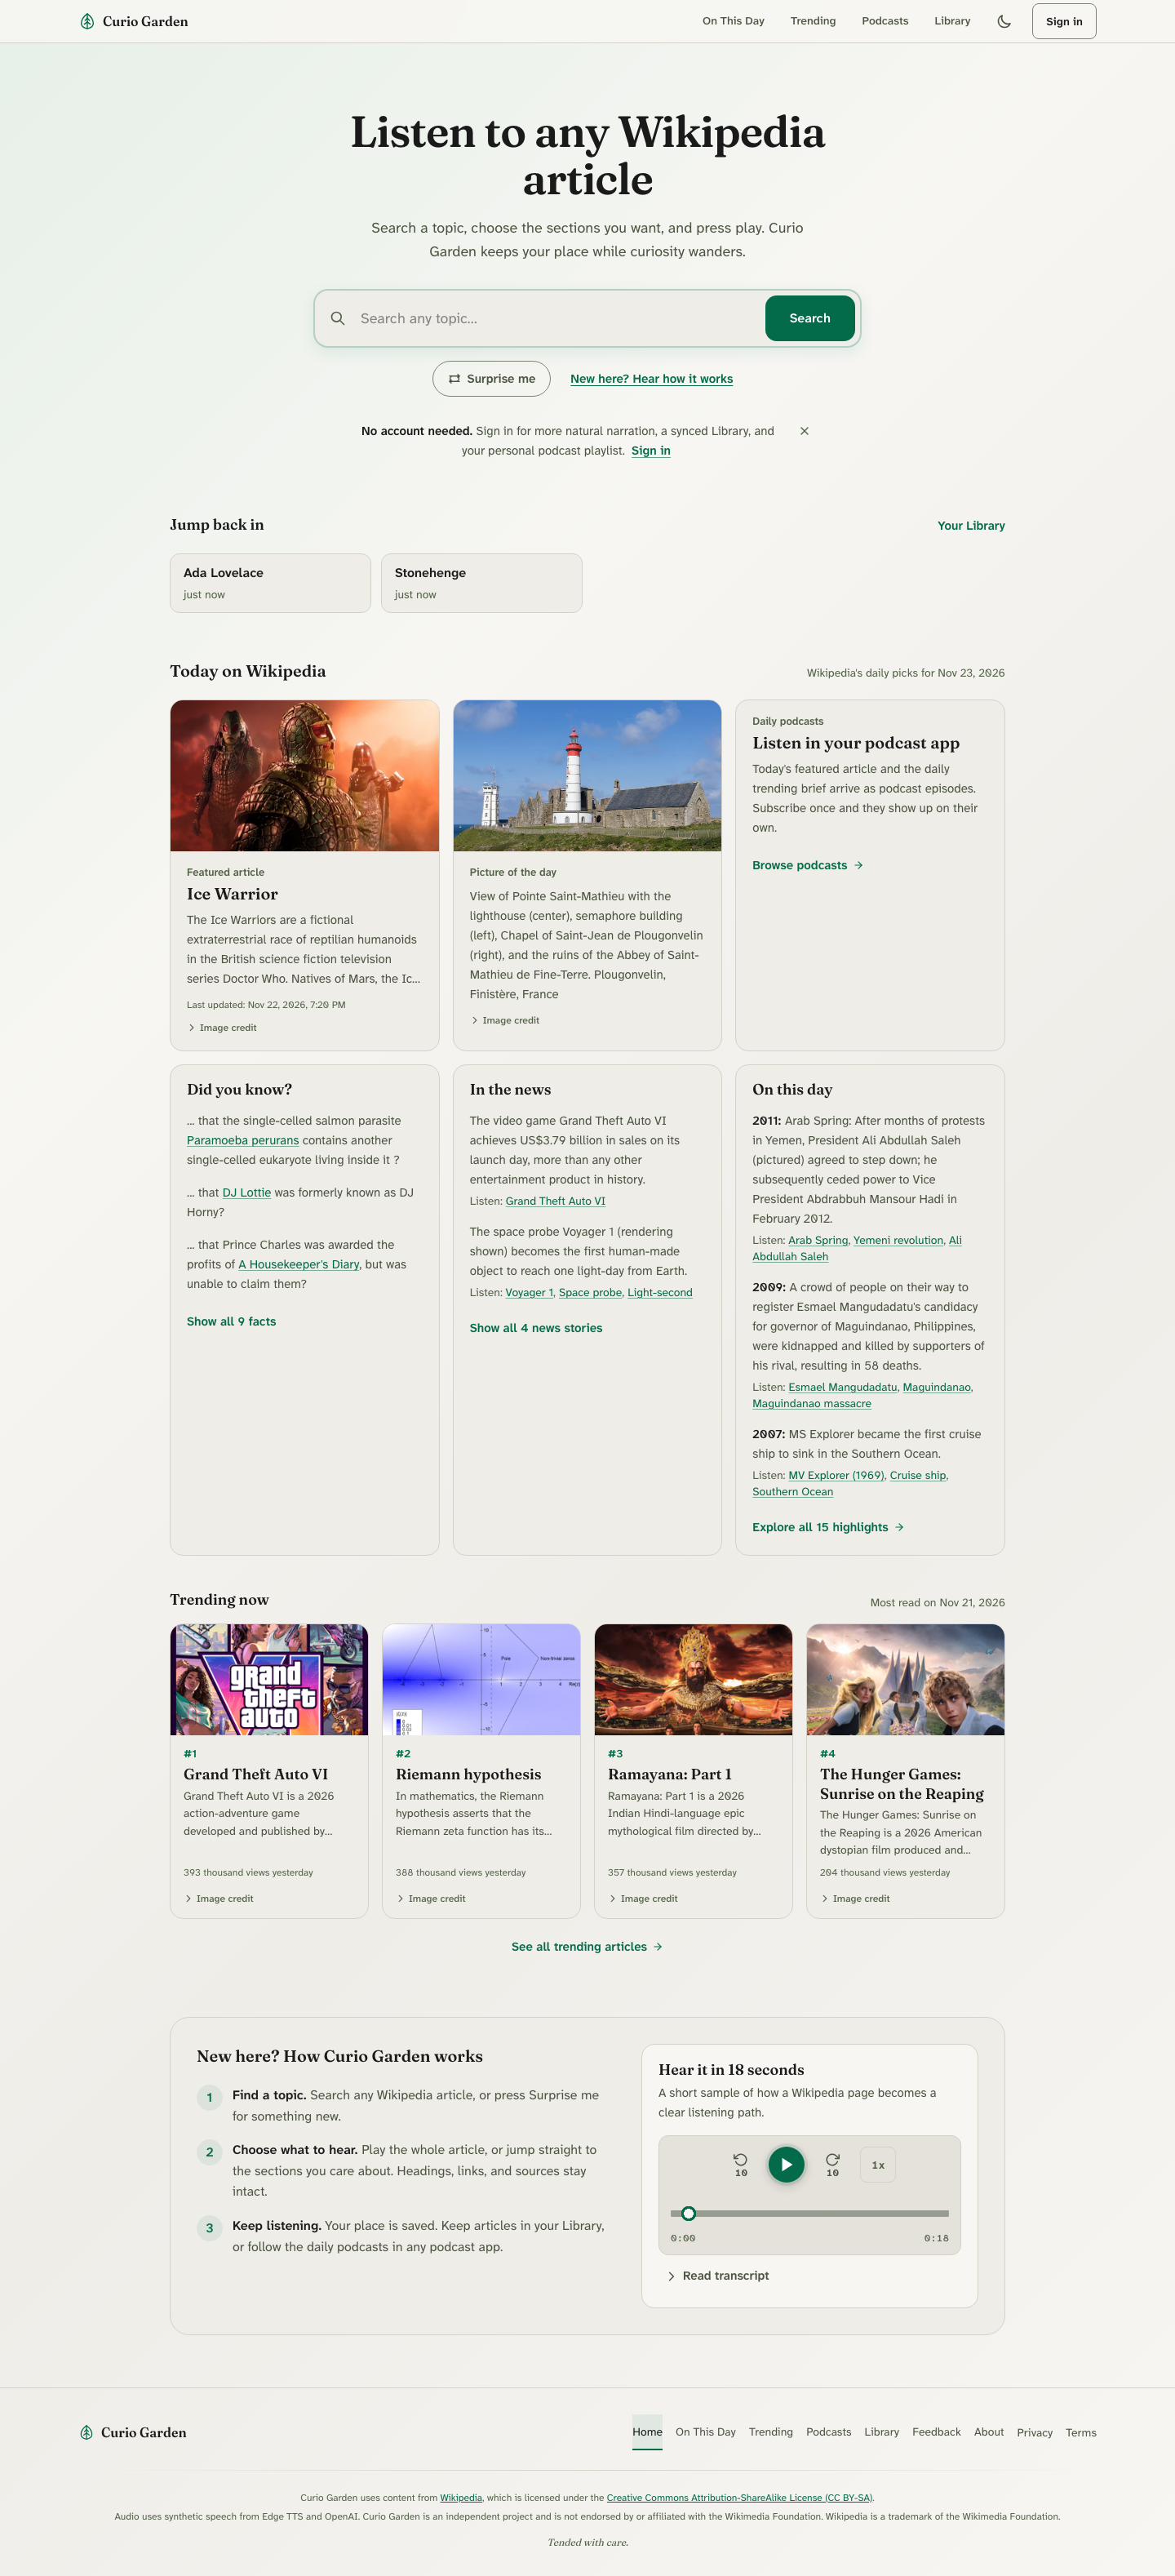 Curio Garden
On This Day
Trending
Podcasts
Library
Sign in
Listen to any Wikipedia
article
Search a topic, choose the sections you want, and press play. Curio
Garden keeps your place while curiosity wanders.
Search any topic...
Search
Surprise me
New here? Hear how it works
No account needed. Sign in for more natural narration, a synced Library, and
your personal podcast playlist. Sign in
Jump back in
Your Library
Ada Lovelace
just now
Stonehenge
just now
Today on Wikipedia
Wikipedia's daily picks for Nov 23, 2026
Featured article
Ice Warrior
The Ice Warriors are a fictional
extraterrestrial race of reptilian humanoids
in the British science fiction television
series Doctor Who. Natives of Mars, the Ic...
Last updated: Nov 22, 2026, 7:20 PM
Image credit
Picture of the day
View of Pointe Saint-Mathieu with the
lighthouse (center), semaphore building
(left), Chapel of Saint-Jean de Plougonvelin
(right), and the ruins of the Abbey of Saint-
Mathieu de Fine-Terre. Plougonvelin,
Finistère, France
Image credit
Daily podcasts
Listen in your podcast app
Today's featured article and the daily
trending brief arrive as podcast episodes.
Subscribe once and they show up on their
own.
Browse podcasts →
Did you know?
... that the single-celled salmon parasite
Paramoeba perurans contains another
single-celled eukaryote living inside it ?
... that DJ Lottie was formerly known as DJ
Horny?
... that Prince Charles was awarded the
profits of A Housekeeper's Diary, but was
unable to claim them?
Show all 9 facts
In the news
The video game Grand Theft Auto VI
achieves US$3.79 billion in sales on its
launch day, more than any other
entertainment product in history.
Listen: Grand Theft Auto VI
The space probe Voyager 1 (rendering
shown) becomes the first human-made
object to reach one light-day from Earth.
Listen: Voyager 1, Space probe, Light-second
Show all 4 news stories
On this day
2011: Arab Spring: After months of protests
in Yemen, President Ali Abdullah Saleh
(pictured) agreed to step down; he
subsequently ceded power to Vice
President Abdrabbuh Mansour Hadi in
February 2012.
Listen: Arab Spring, Yemeni revolution, Ali
Abdullah Saleh
2009: A crowd of people on their way to
register Esmael Mangudadatu's candidacy
for governor of Maguindanao, Philippines,
were kidnapped and killed by supporters of
his rival, resulting in 58 deaths.
Listen: Esmael Mangudadatu, Maguindanao,
Maguindanao massacre
2007: MS Explorer became the first cruise
ship to sink in the Southern Ocean.
Listen: MV Explorer (1969), Cruise ship,
Southern Ocean
Explore all 15 highlights →
Trending now
Most read on Nov 21, 2026
grand
theft
auto
#1
Grand Theft Auto VI
Grand Theft Auto VI is a 2026
action-adventure game
developed and published by...
393 thousand views yesterday
Image credit
Pole
#2
Riemann hypothesis
In mathematics, the Riemann
hypothesis asserts that the
Riemann zeta function has its...
388 thousand views yesterday
Image credit
#3
Ramayana: Part 1
Ramayana: Part 1 is a 2026
Indian Hindi-language epic
mythological film directed by...
357 thousand views yesterday
Image credit
#4
The Hunger Games:
Sunrise on the Reaping
The Hunger Games: Sunrise on
the Reaping is a 2026 American
dystopian film produced and...
204 thousand views yesterday
Image credit
See all trending articles →
New here? How Curio Garden works
1
Find a topic. Search any Wikipedia article, or press Surprise me
for something new.
2
Choose what to hear. Play the whole article, or jump straight to
the sections you care about. Headings, links, and sources stay
intact.
3
Keep listening. Your place is saved. Keep articles in your Library,
or follow the daily podcasts in any podcast app.
Hear it in 18 seconds
A short sample of how a Wikipedia page becomes a
clear listening path.
10
10
1x
0:00
0:18
Read transcript
Curio Garden
Home
On This Day
Trending
Podcasts
Library
Feedback
About
Privacy
Terms
Curio Garden uses content from Wikipedia, which is licensed under the Creative Commons Attribution-ShareAlike License (CC BY-SA).
Audio uses synthetic speech from Edge TTS and OpenAI. Curio Garden is an independent project and is not endorsed by or affiliated with the Wikimedia Foundation. Wikipedia is a trademark of the Wikimedia Foundation.
Tended with care.